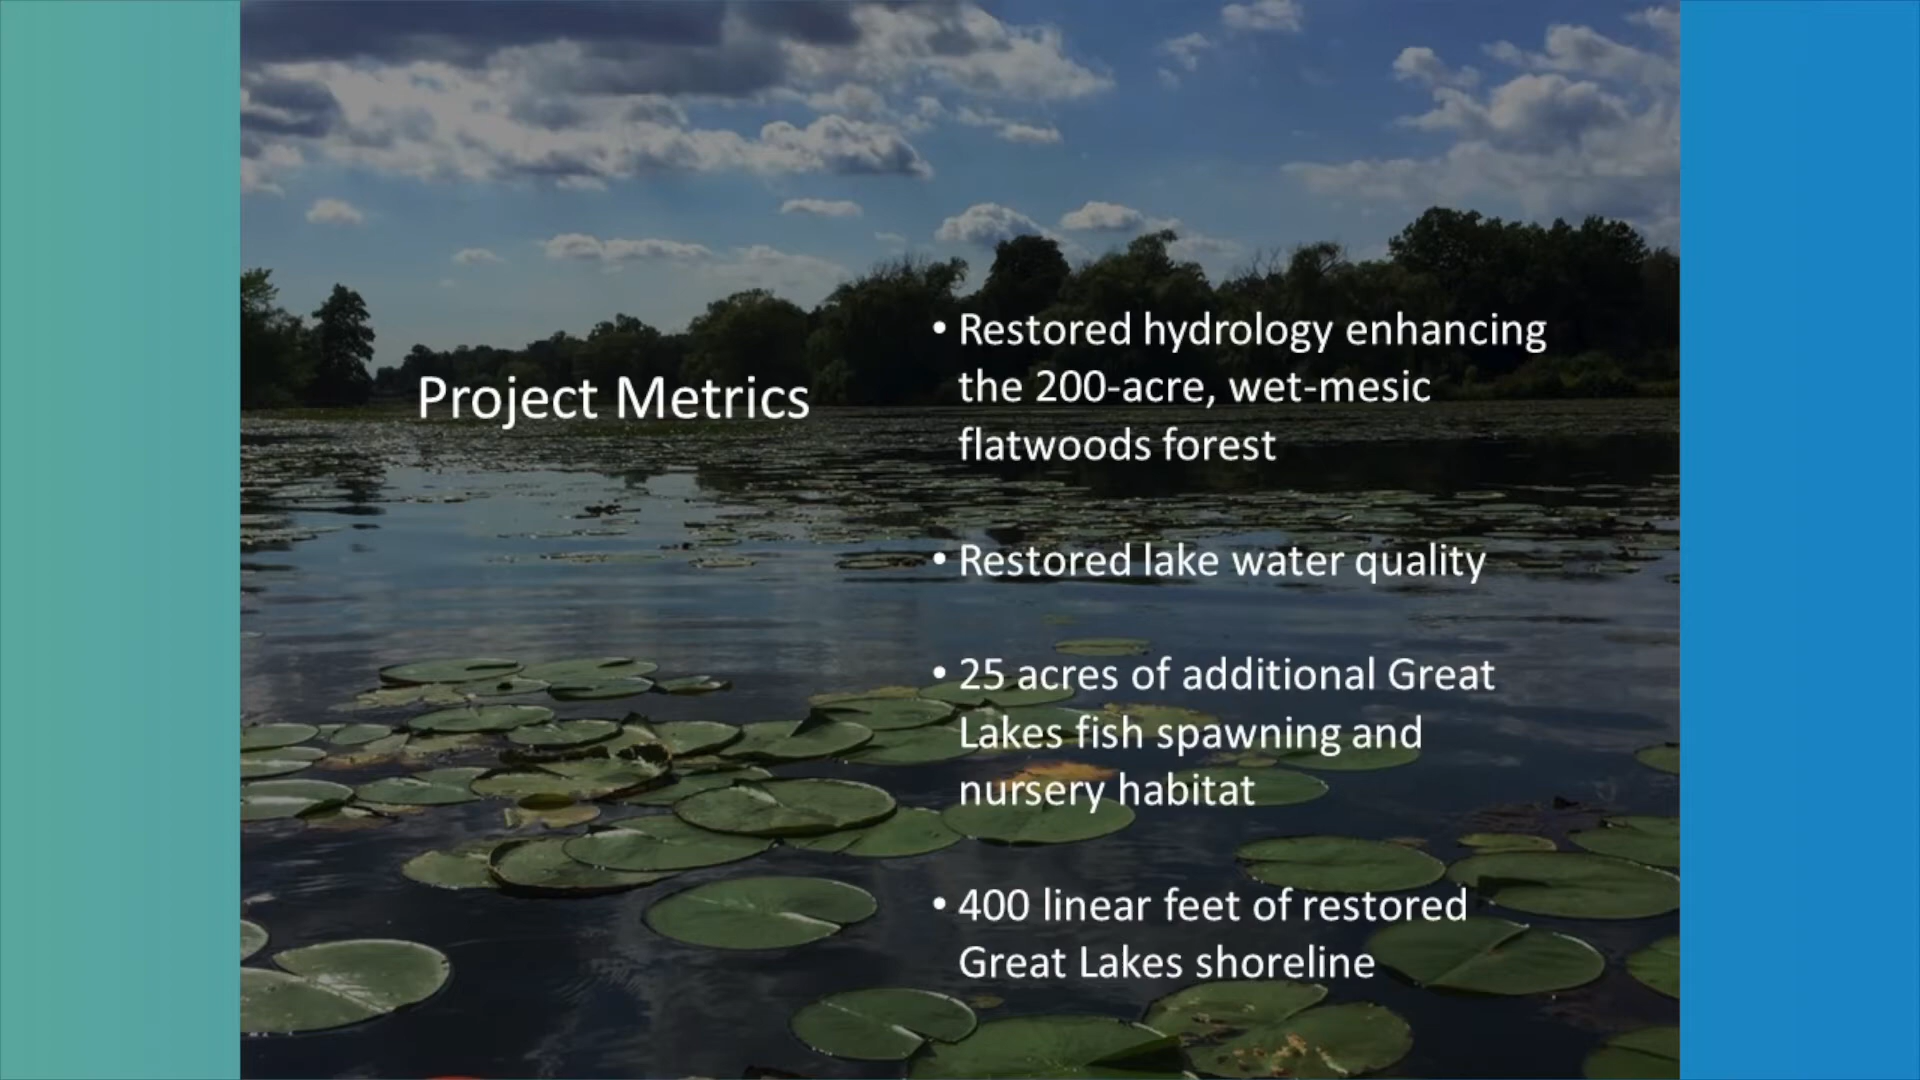 Project Metrics
• Restored hydrology enhancing
the 200-acre, wet-mesic
flatwoods forest
• Restored lake water quality
• 25 acres of additional Great
Lakes fish spawning and
nursery habitat
• 400 linear feet of restored
Great Lakes shoreline